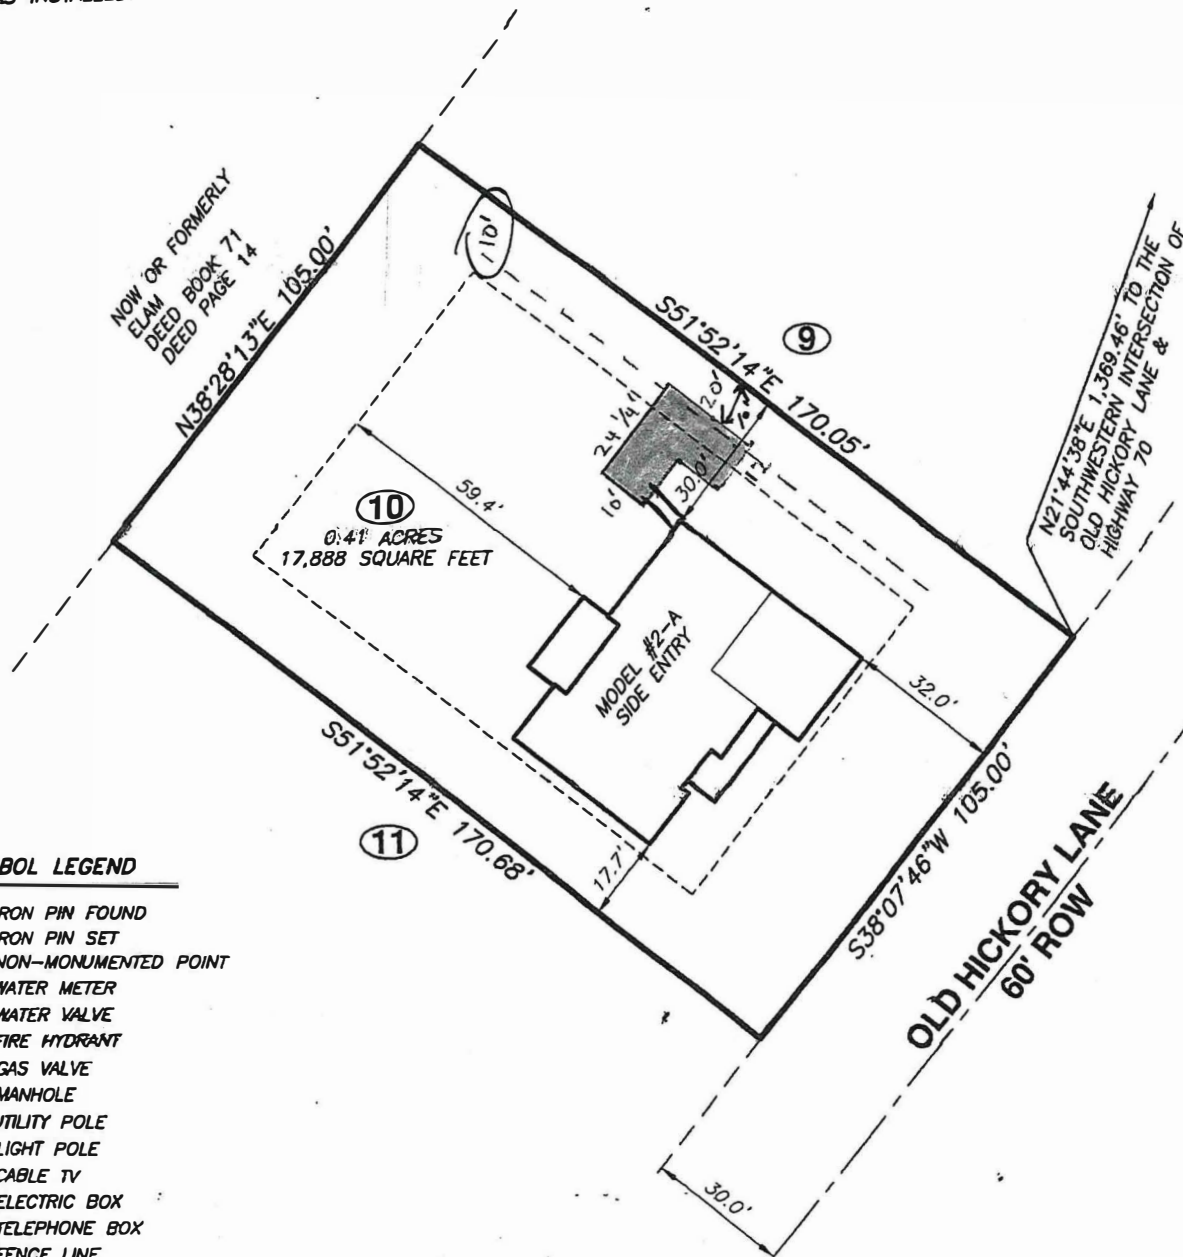 NOW OR FORMERLY
ELAM
DEED BOOK 71
DEED PAGE 14
N38°28'13"E 105.00'
10'
S51°52'14"E 170.05'
9
N21°44'38"E 1,369.46' TO THE
SOUTHWESTERN INTERSECTION OF
OLD HICKORY LANE &
HIGHWAY 70
24 1/4'
20'
10'
30.0'
12
59.4'
10
0.41 ACRES
17,888 SQUARE FEET
MODEL #2-A
SIDE ENTRY
32.0'
S51°52'14"E 170.68'
11
17.7'
S38°07'46"W 105.00'
OLD HICKORY LANE
60' ROW
30.0'
BOL LEGEND
RON PIN FOUND
RON PIN SET
NON-MONUMENTED POINT
WATER METER
WATER VALVE
FIRE HYDRANT
GAS VALVE
MANHOLE
UTILITY POLE
LIGHT POLE
CABLE TV
ELECTRIC BOX
TELEPHONE BOX
FENCE LINE